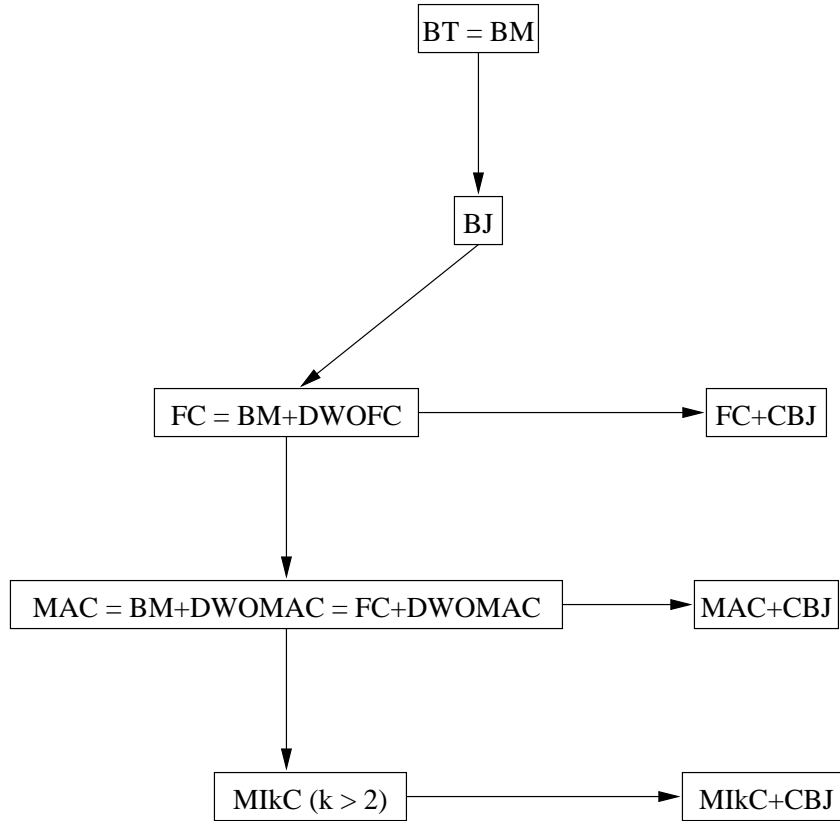 BT = BM
BJ
FC = BM+DWOFC
FC+CBJ
MAC = BM+DWOMAC = FC+DWOMAC
MAC+CBJ
MIkC (k > 2)
MIkC+CBJ